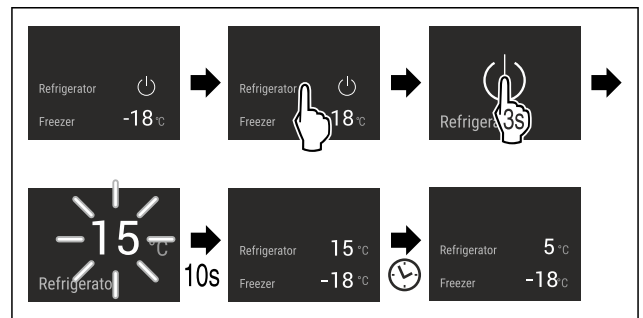 Refrigerator
Freezer -18 °C
Refrigerator
Freezer 18 °C
Refrigera 3s
15 °C
Refrigerato
10s
Refrigerator 15 °C
Freezer -18 °C
Refrigerator 5 °C
Freezer -18 °C